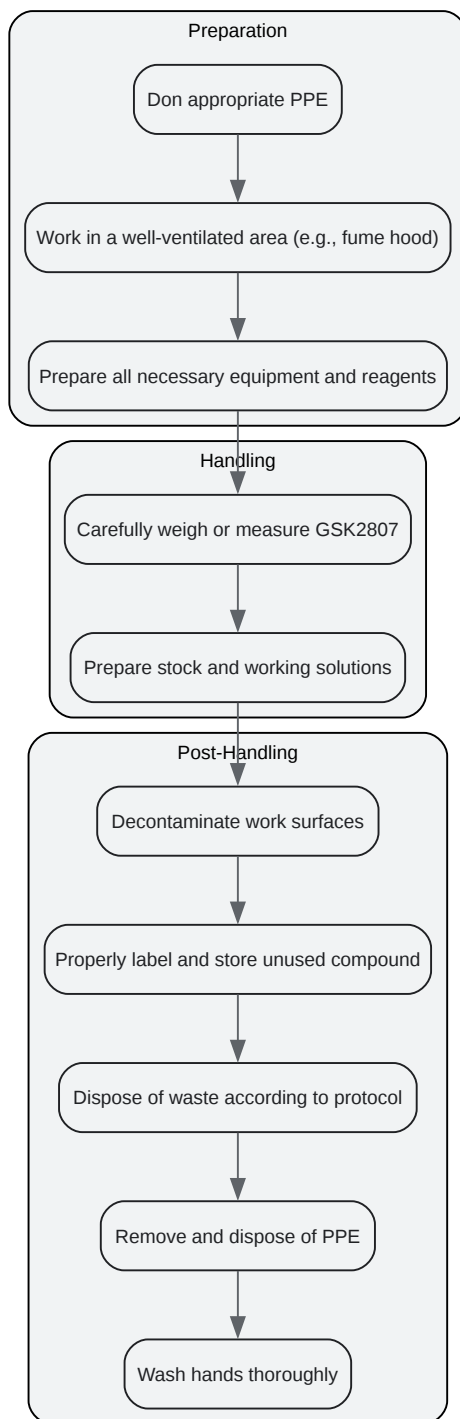 Preparation
Don appropriate PPE
Work in a well-ventilated area (e.g., fume hood)
Prepare all necessary equipment and reagents
Handling
Carefully weigh or measure GSK2807
Prepare stock and working solutions
Post-Handling
Decontaminate work surfaces
Properly label and store unused compound
Dispose of waste according to protocol
Remove and dispose of PPE
Wash hands thoroughly